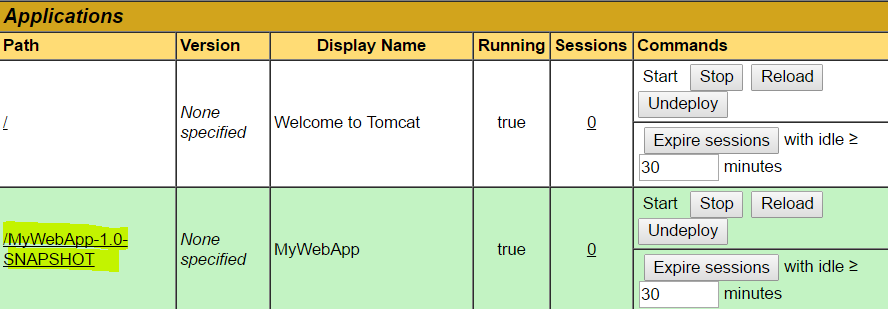 Applications
Path Version Display Name Running Sessions Commands
/ None specified Welcome to Tomcat true 0 Start Stop Reload Undeploy
Expire sessions with idle ≥ 30 minutes
/MyWebApp-1.0-SNAPSHOT None specified MyWebApp true 0 Start Stop Reload Undeploy
Expire sessions with idle ≥ 30 minutes